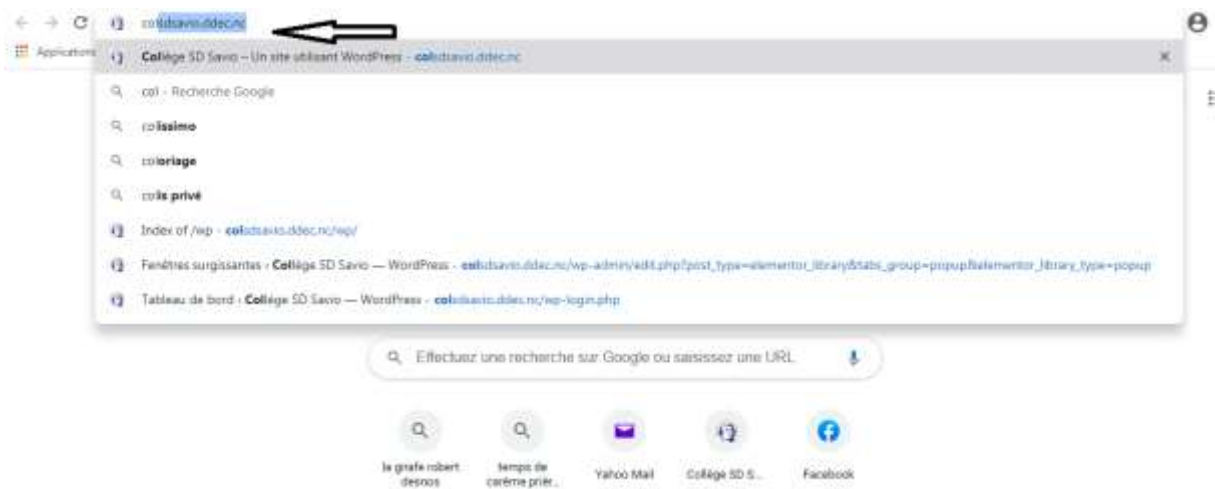 colsdsavio.ddec.nc
Applications
Collège SD Savio – Un site utilisant WordPress - colsdsavio.ddec.nc
col - Recherche Google
colissimo
coloriage
colis privé
Index of /wp - colsdsavio.ddec.nc/wp/
Fenêtres surgissantes ‹ Collège SD Savio — WordPress - colsdsavio.ddec.nc/wp-admin/edit.php?post_type=elementor_library&tabs_group=popup&elementor_library_type=popup
Tableau de bord ‹ Collège SD Savio — WordPress - colsdsavio.ddec.nc/wp-login.php
Effectuez une recherche sur Google ou saisissez une URL
la girafe robert desnos
temps de carême prièr...
Yahoo Mail
Collège SD S...
Facebook